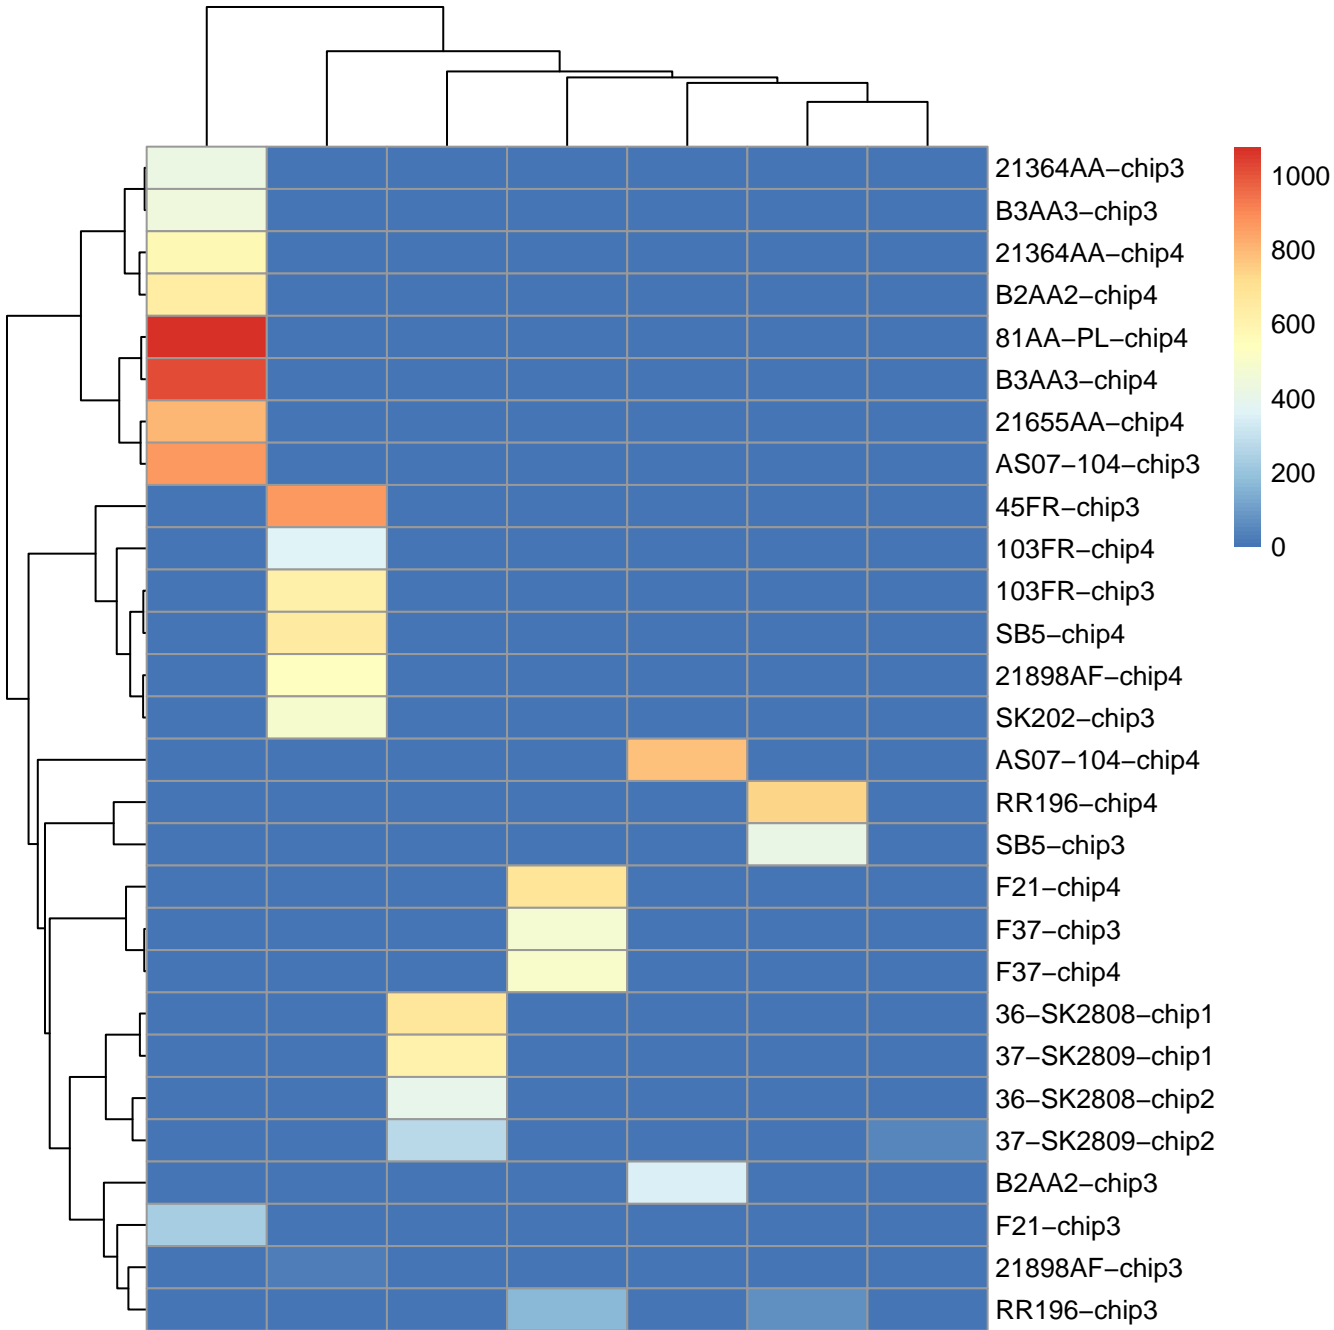 21364AA−chip3
B3AA3−chip3
21364AA−chip4
B2AA2−chip4
81AA−PL−chip4
B3AA3−chip4
21655AA−chip4
AS07−104−chip3
45FR−chip3
103FR−chip4
103FR−chip3
SB5−chip4
21898AF−chip4
SK202−chip3
AS07−104−chip4
RR196−chip4
SB5−chip3
F21−chip4
F37−chip3
F37−chip4
36−SK2808−chip1
37−SK2809−chip1
36−SK2808−chip2
37−SK2809−chip2
B2AA2−chip3
F21−chip3
21898AF−chip3
RR196−chip3
1000
800
600
400
200
0